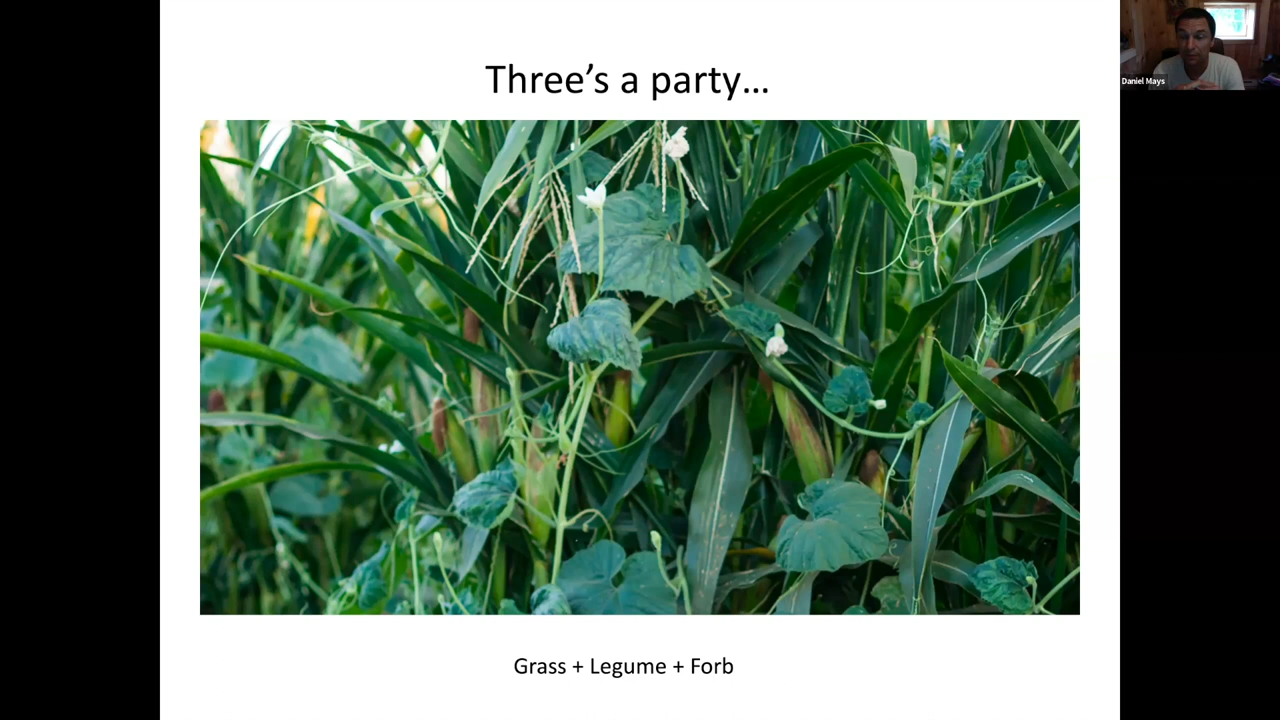 Three’s a party…
Daniel Mays
Grass + Legume + Forb